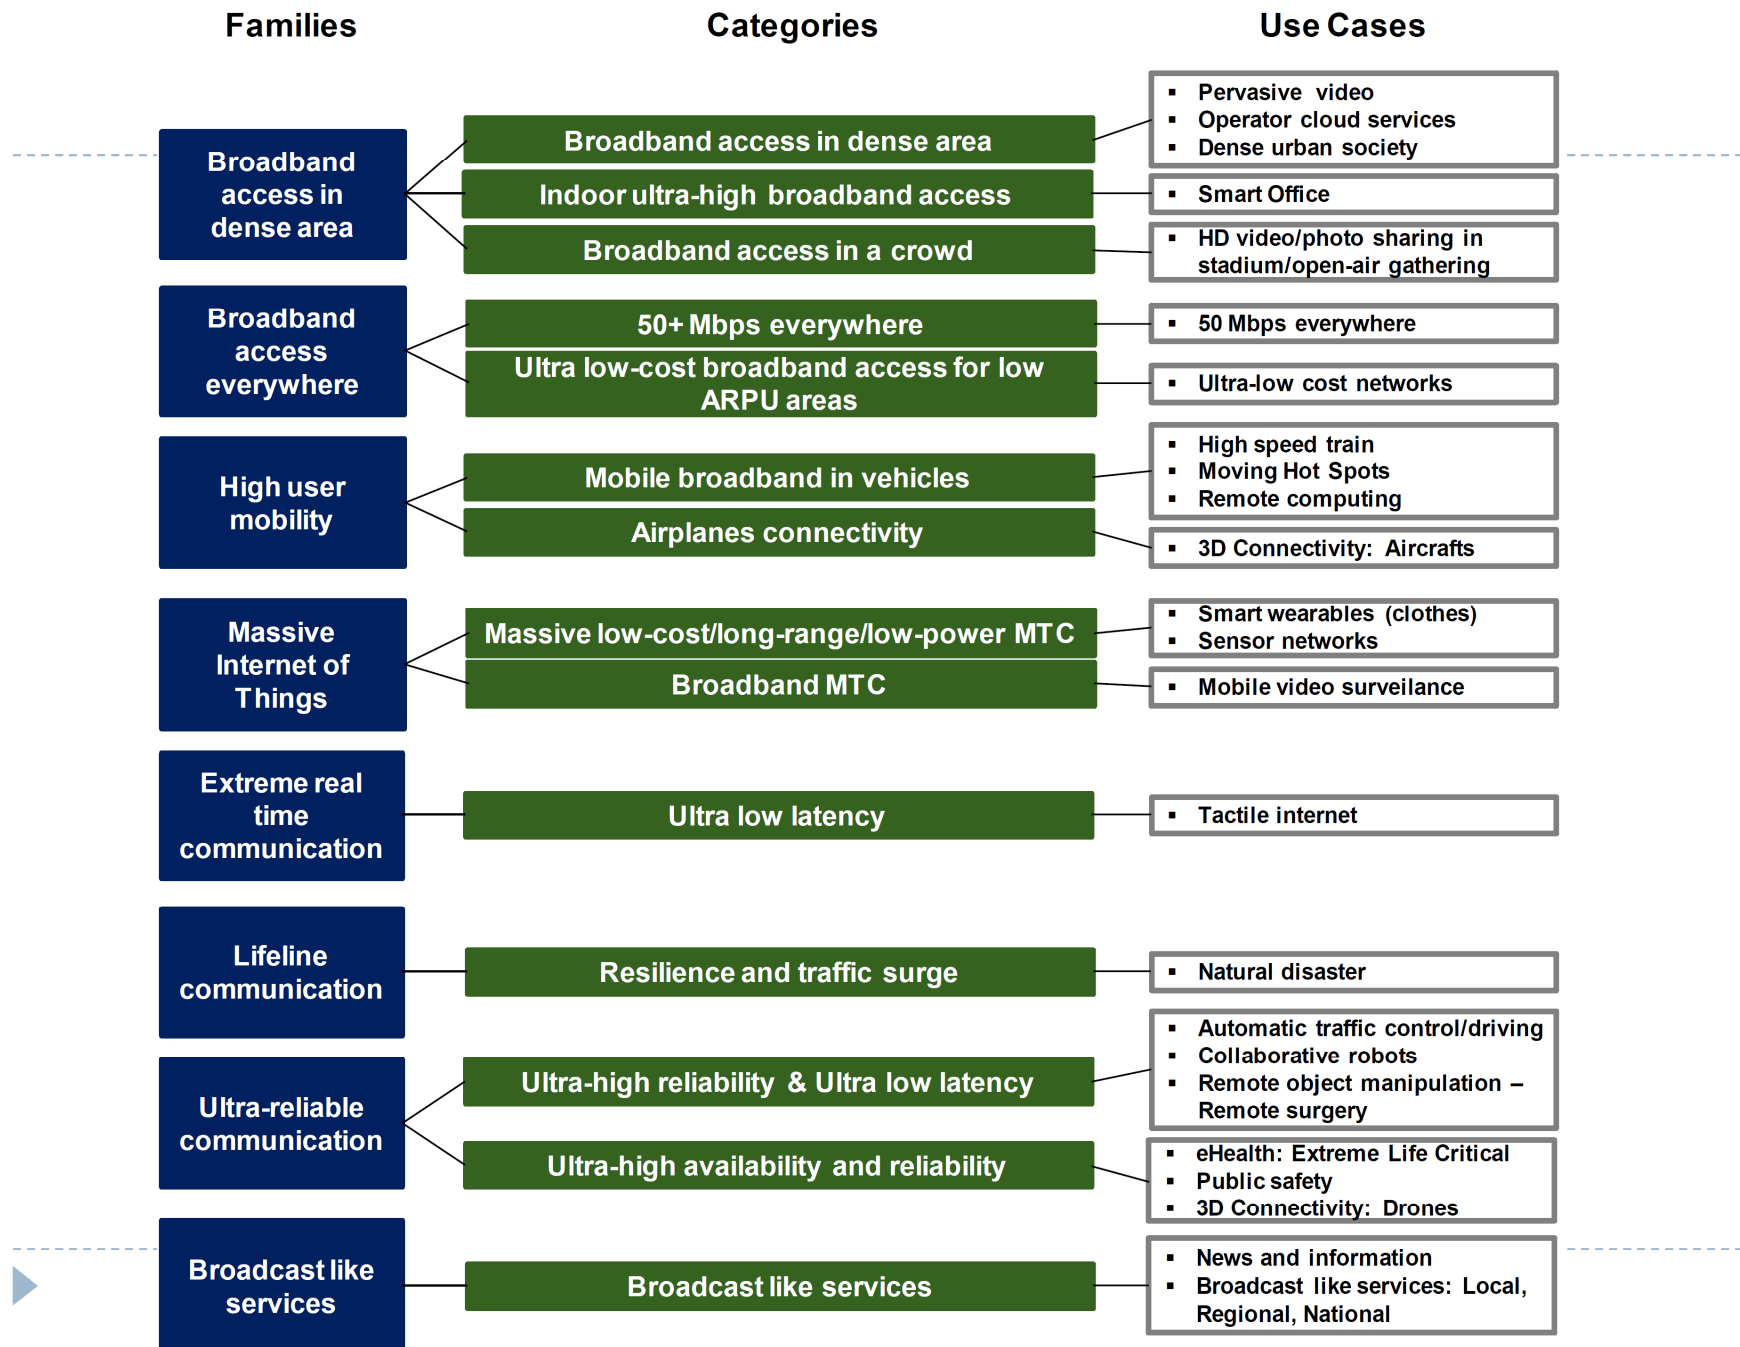 Families
Categories
Use Cases
Broadband
access in
dense area
Broadband access in dense area
▪ Pervasive video
▪ Operator cloud services
▪ Dense urban society
Indoor ultra-high broadband access
▪ Smart Office
Broadband access in a crowd
▪ HD video/photo sharing in
stadium/open-air gathering
Broadband
access
everywhere
50+ Mbps everywhere
▪ 50 Mbps everywhere
Ultra low-cost broadband access for low
ARPU areas
▪ Ultra-low cost networks
High user
mobility
Mobile broadband in vehicles
▪ High speed train
▪ Moving Hot Spots
▪ Remote computing
Airplanes connectivity
▪ 3D Connectivity: Aircrafts
Massive
Internet of
Things
Massive low-cost/long-range/low-power MTC
▪ Smart wearables (clothes)
▪ Sensor networks
Broadband MTC
▪ Mobile video surveilance
Extreme real
time
communication
Ultra low latency
▪ Tactile internet
Lifeline
communication
Resilience and traffic surge
▪ Natural disaster
Ultra-reliable
communication
Ultra-high reliability & Ultra low latency
▪ Automatic traffic control/driving
▪ Collaborative robots
▪ Remote object manipulation –
Remote surgery
Ultra-high availability and reliability
▪ eHealth: Extreme Life Critical
▪ Public safety
▪ 3D Connectivity: Drones
Broadcast like
services
Broadcast like services
▪ News and information
▪ Broadcast like services: Local,
Regional, National